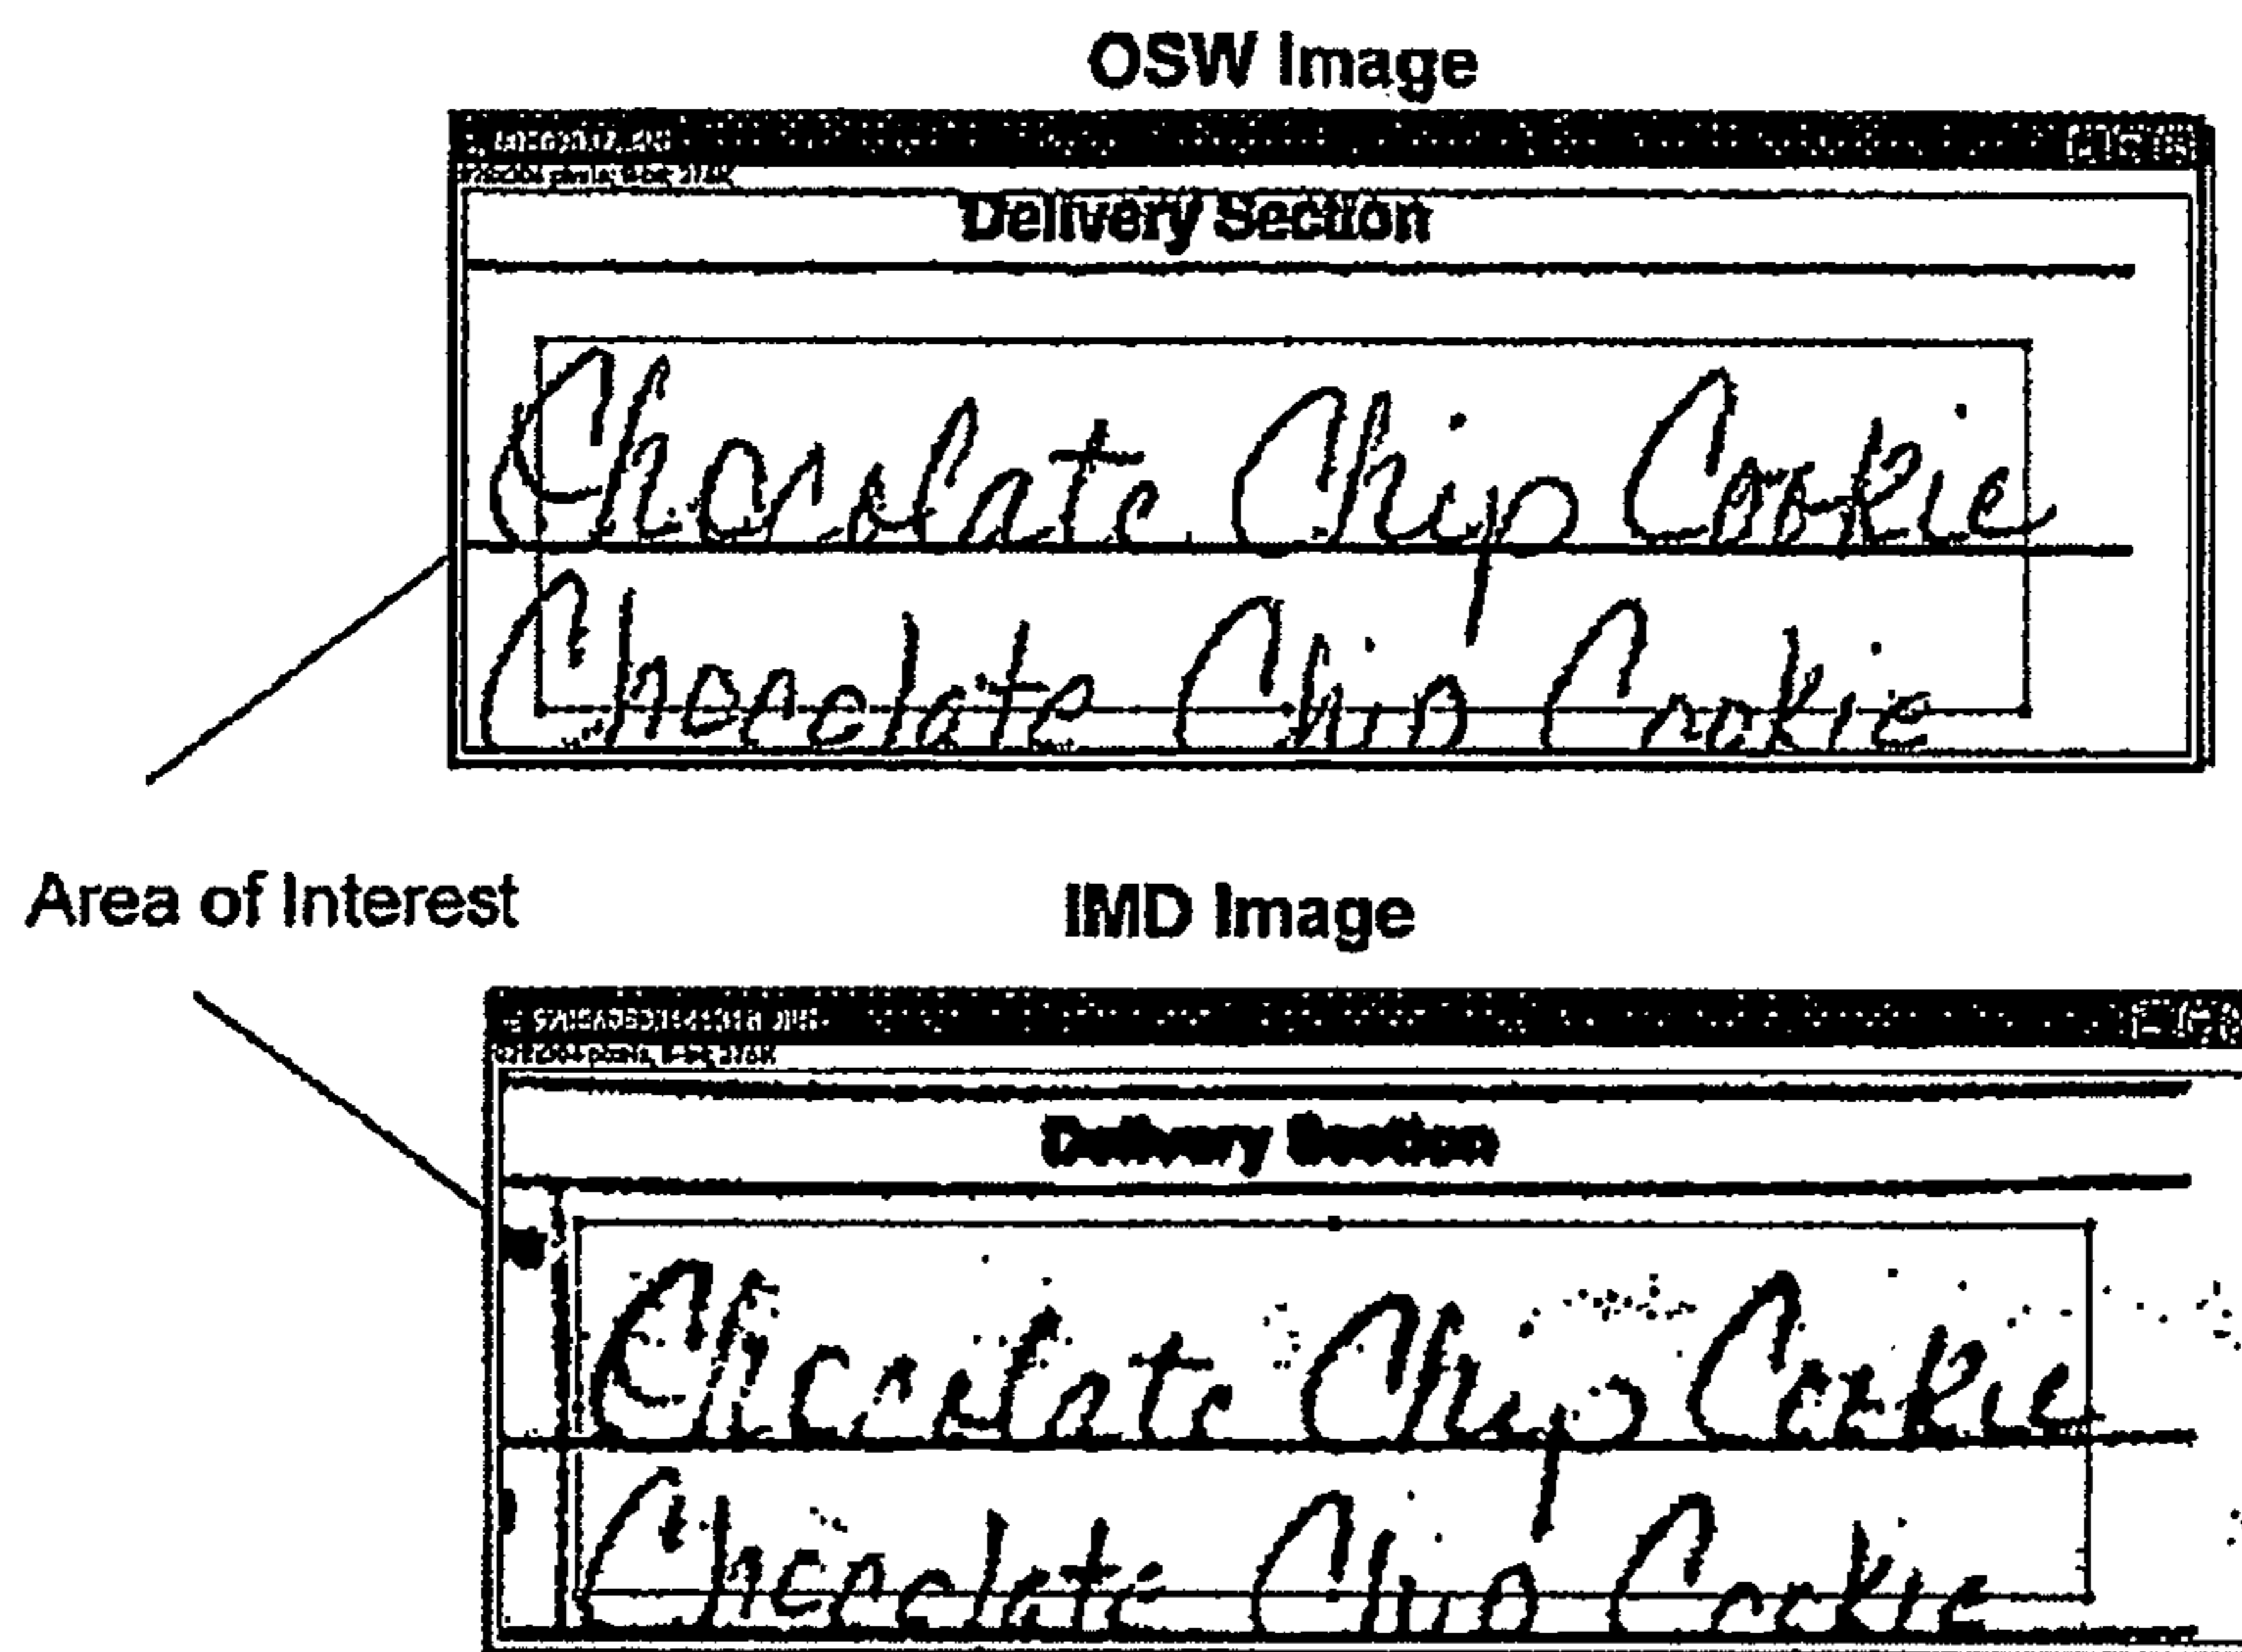 OSW Image
Delivery Section
Chocolate Chip Cookie
Chocolate Chip Cookie
Area of Interest
IMD Image
Delivery Section
Chocolate Chip Cookie
Chocolate Chip Cookie